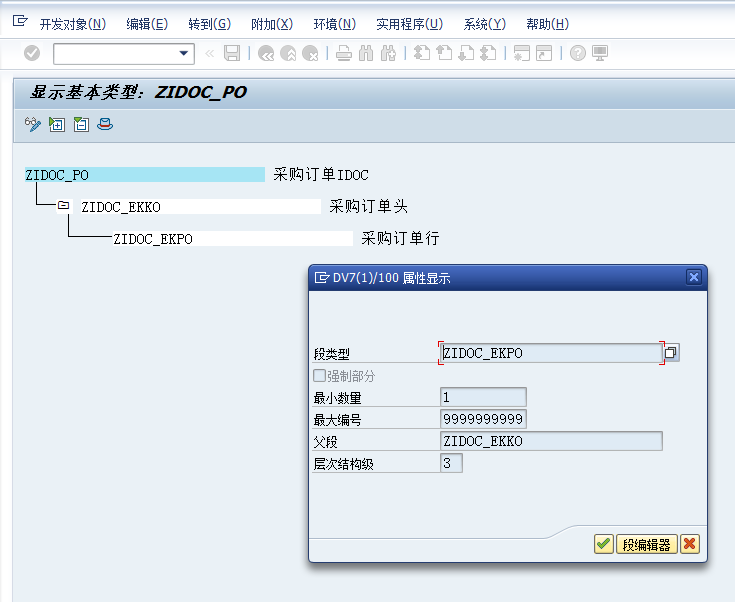 开发对象(N) 编辑(E) 转到(G) 附加(X) 环境(N) 实用程序(U) 系统(Y) 帮助(H)
显示基本类型: ZIDOC_PO
ZIDOC_PO 采购订单IDOC
ZIDOC_EKKO 采购订单头
ZIDOC_EKPO 采购订单行
DV7(1)/100 属性显示
段类型 ZIDOC_EKPO
强制部分
最小数量 1
最大编号 9999999999
父段 ZIDOC_EKKO
层次结构级 3
段编辑器